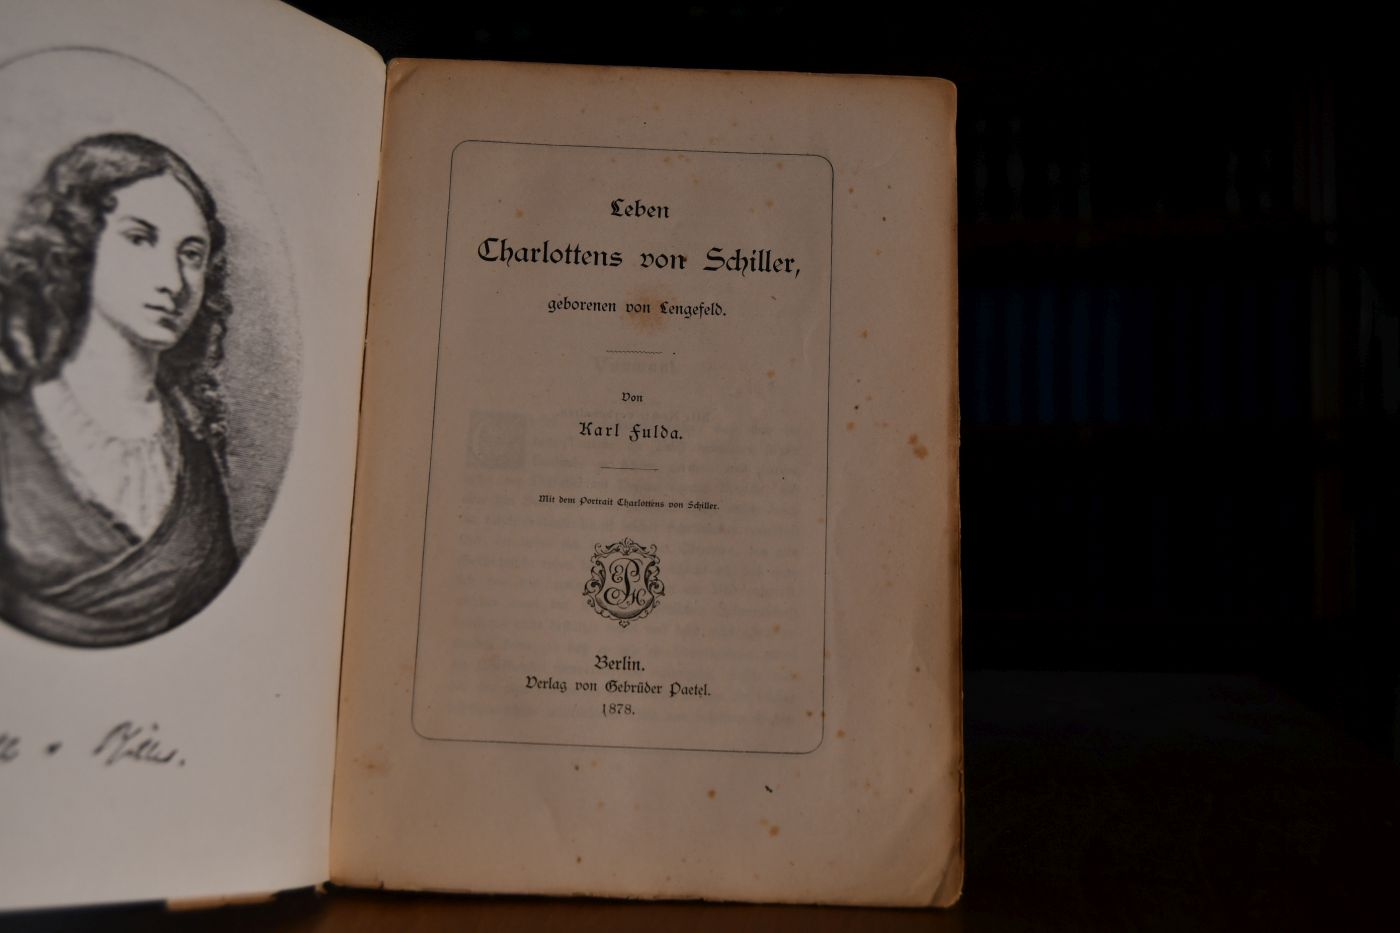 Leben
Charlottens von Schiller,
geborenen von Lengefeld.
Von
Karl Fulda.
Mit dem Portrait Charlottens von Schiller.
Berlin.
Verlag von Gebrüder Paetel.
1878.